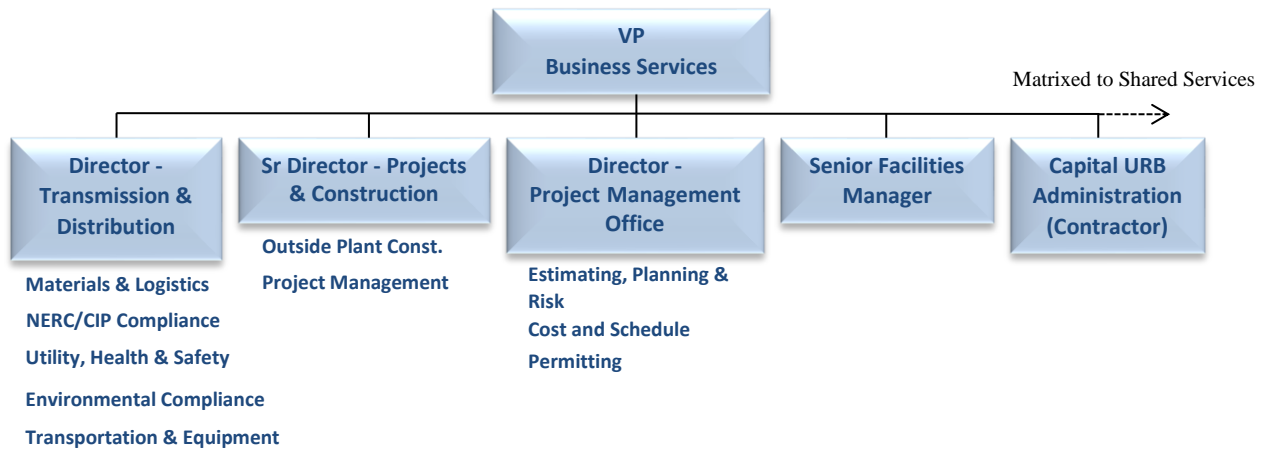 VP
Business Services
Matrixed to Shared Services
Director -
Transmission &
Distribution
Sr Director - Projects
& Construction
Director -
Project Management
Office
Senior Facilities
Manager
Capital URB
Administration
(Contractor)
Materials & Logistics
NERC/CIP Compliance
Utility, Health & Safety
Environmental Compliance
Transportation & Equipment
Outside Plant Const.
Project Management
Estimating, Planning &
Risk
Cost and Schedule
Permitting